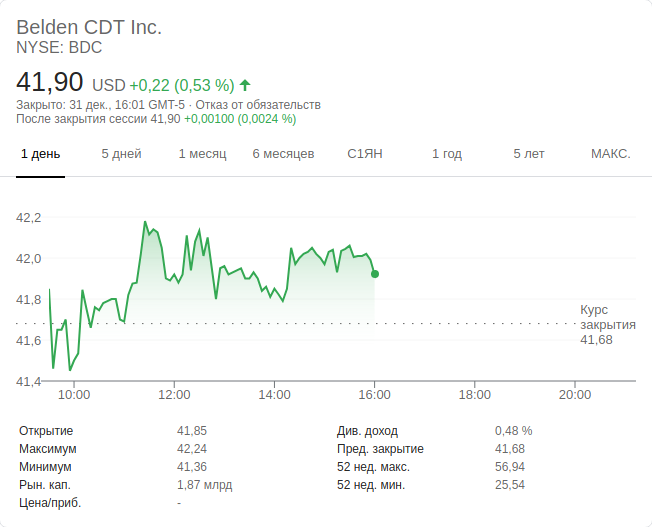 Belden CDT Inc.
NYSE: BDC
41,90 USD +0,22 (0,53 %)
Закрыто: 31 дек., 16:01 GMT-5 · Отказ от обязательств
После закрытия сессии 41,90 +0,00100 (0,0024 %)
1 день 5 дней 1 месяц 6 месяцев С1ЯН 1 год 5 лет МАКС.
42,2
42,0
41,8
41,6
41,4
Курс
закрытия
41,68
10:00 12:00 14:00 16:00 18:00 20:00
Открытие 41,85 Див. доход 0,48 %
Максимум 42,24 Пред. закрытие 41,68
Минимум 41,36 52 нед. макс. 56,94
Рын. кап. 1,87 млрд 52 нед. мин. 25,54
Цена/приб. -